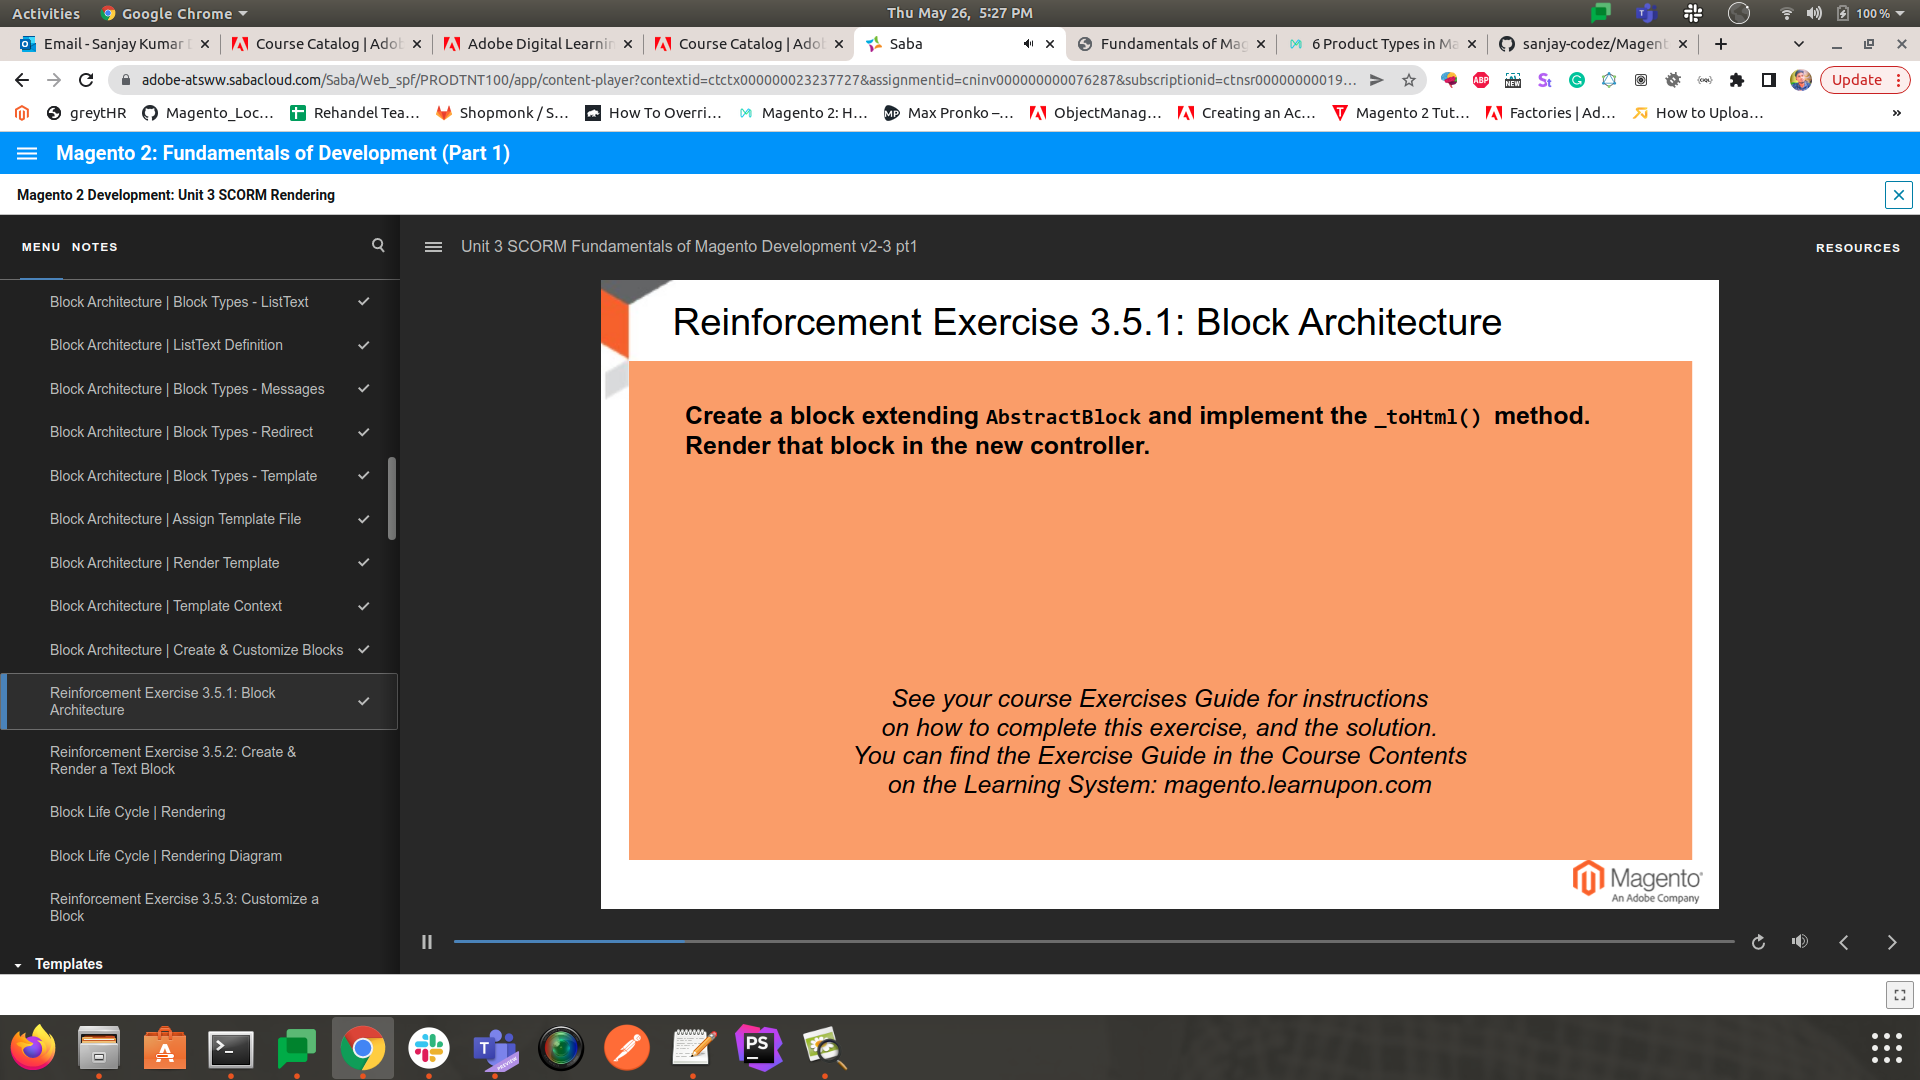 Activities
Google Chrome
Thu May 26, 5:27 PM
100 %
Email - Sanjay Kumar
Course Catalog | Adob
Adobe Digital Learnin
Course Catalog | Adob
Saba
Fundamentals of Mag
6 Product Types in Ma
sanjay-codez/Magent
adobe-atsww.sabacloud.com/Saba/Web_spf/PRODTNT100/app/content-player?contextid=ctctx000000023237727&assignmentid=cninv000000000076287&subscriptionid=ctnsr00000000019...
ABP
NEW
Update
greytHR
Magento_Loc...
Rehandel Tea...
Shopmonk / S...
How To Overri...
Magento 2: H...
Max Pronko –...
ObjectManag...
Creating an Ac...
Magento 2 Tut...
Factories | Ad...
How to Uploa...
»
Magento 2: Fundamentals of Development (Part 1)
Magento 2 Development: Unit 3 SCORM Rendering
MENU
NOTES
Unit 3 SCORM Fundamentals of Magento Development v2-3 pt1
RESOURCES
Block Architecture | Block Types - ListText
Block Architecture | ListText Definition
Block Architecture | Block Types - Messages
Block Architecture | Block Types - Redirect
Block Architecture | Block Types - Template
Block Architecture | Assign Template File
Block Architecture | Render Template
Block Architecture | Template Context
Block Architecture | Create & Customize Blocks
Reinforcement Exercise 3.5.1: Block
Architecture
Reinforcement Exercise 3.5.2: Create &
Render a Text Block
Block Life Cycle | Rendering
Block Life Cycle | Rendering Diagram
Reinforcement Exercise 3.5.3: Customize a
Block
Templates
Reinforcement Exercise 3.5.1: Block Architecture
Create a block extending AbstractBlock and implement the _toHtml() method.
Render that block in the new controller.
See your course Exercises Guide for instructions
on how to complete this exercise, and the solution.
You can find the Exercise Guide in the Course Contents
on the Learning System: magento.learnupon.com
Magento
An Adobe Company
PS